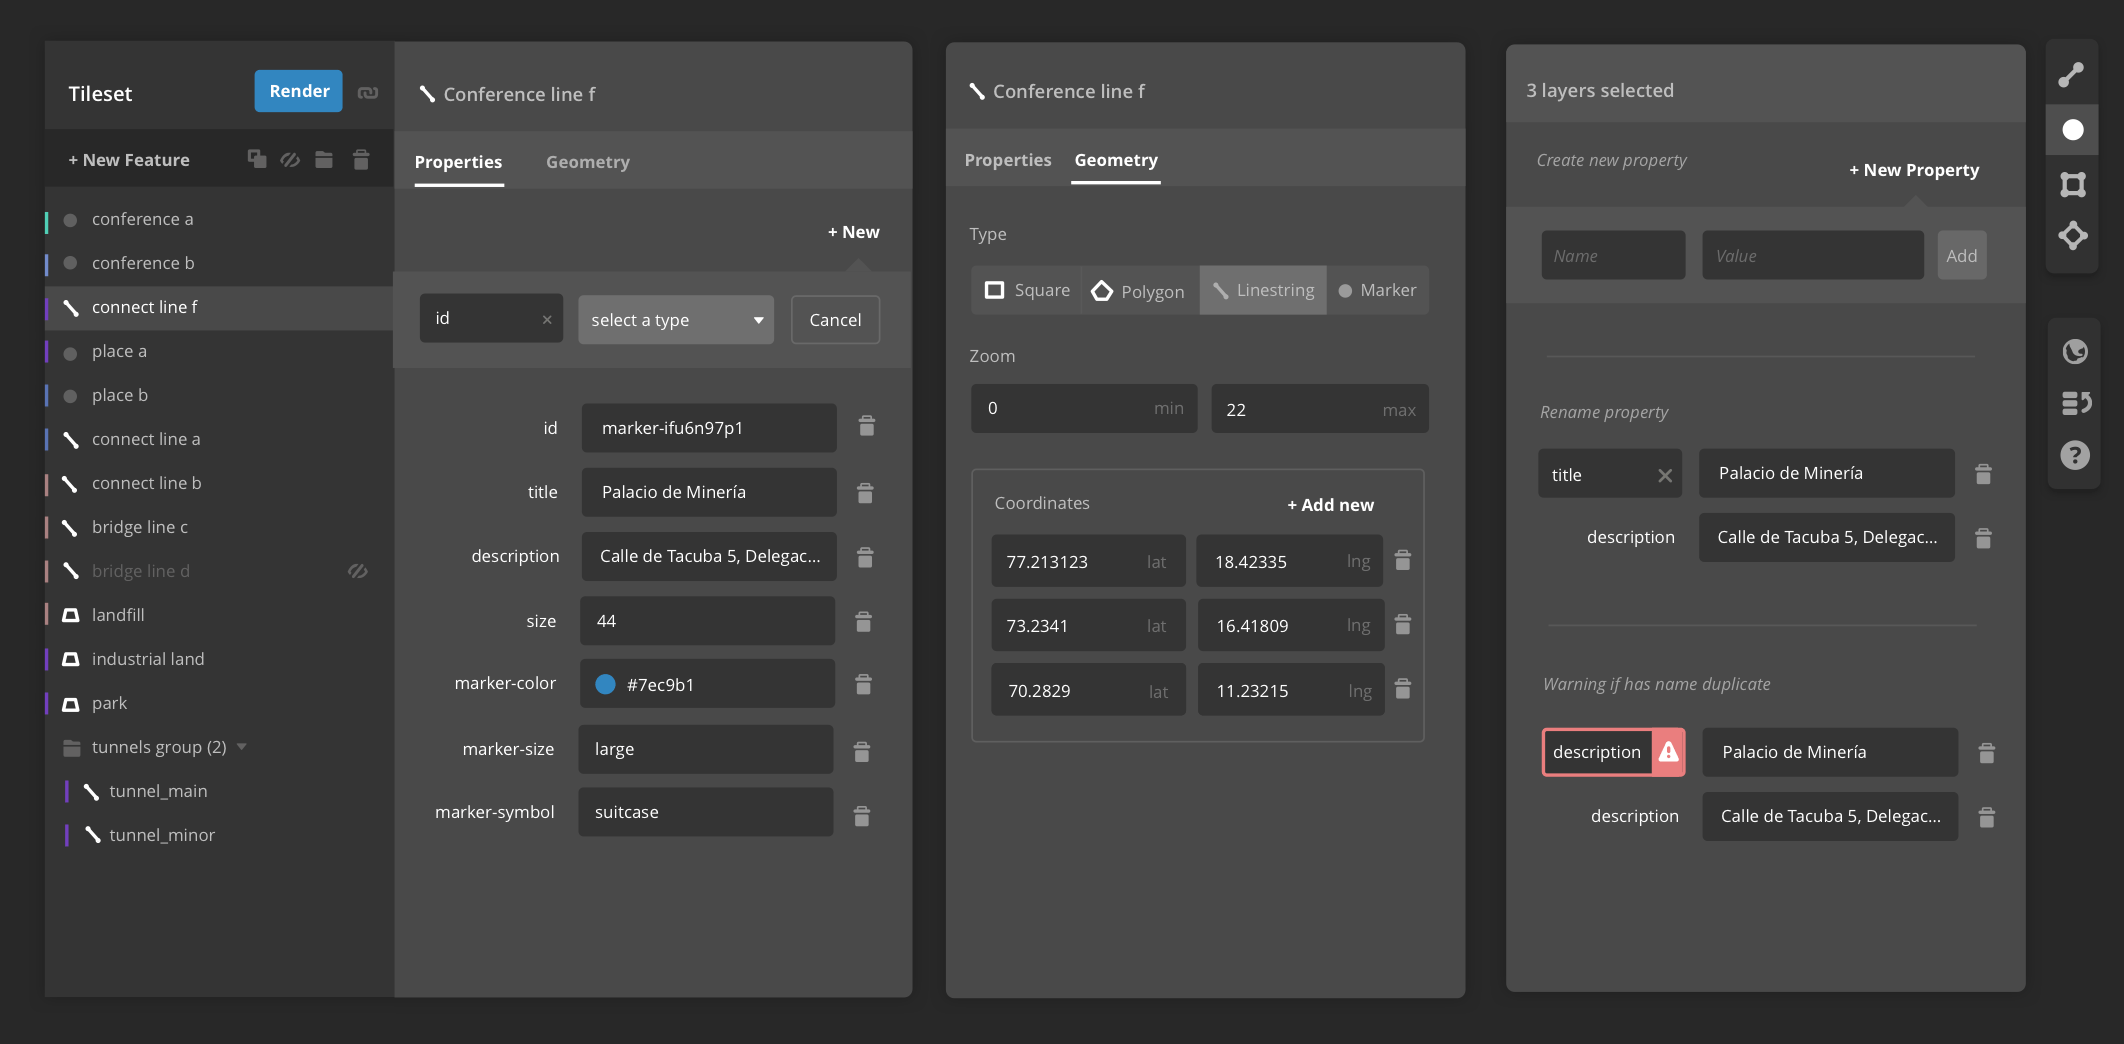 Tileset
Render
+ New Feature
conference a
conference b
connect line f
place a
place b
connect line a
connect line b
bridge line c
bridge line d
landfill
industrial land
park
tunnels group (2)
tunnel_main
tunnel_minor
Conference line f
Properties Geometry
+ New
id × select a type Cancel
id marker-ifu6n97p1
title Palacio de Minería
description Calle de Tacuba 5, Delegac...
size 44
marker-color #7ec9b1
marker-size large
marker-symbol suitcase
Conference line f
Properties Geometry
Type
Square Polygon Linestring Marker
Zoom
0 min 22 max
Coordinates + Add new
77.213123 lat 18.42335 lng
73.2341 lat 16.41809 lng
70.2829 lat 11.23215 lng
3 layers selected
Create new property
+ New Property
Name Value Add
Rename property
title Palacio de Minería
description Calle de Tacuba 5, Delegac...
Warning if has name duplicate
description Palacio de Minería
description Calle de Tacuba 5, Delegac...
?